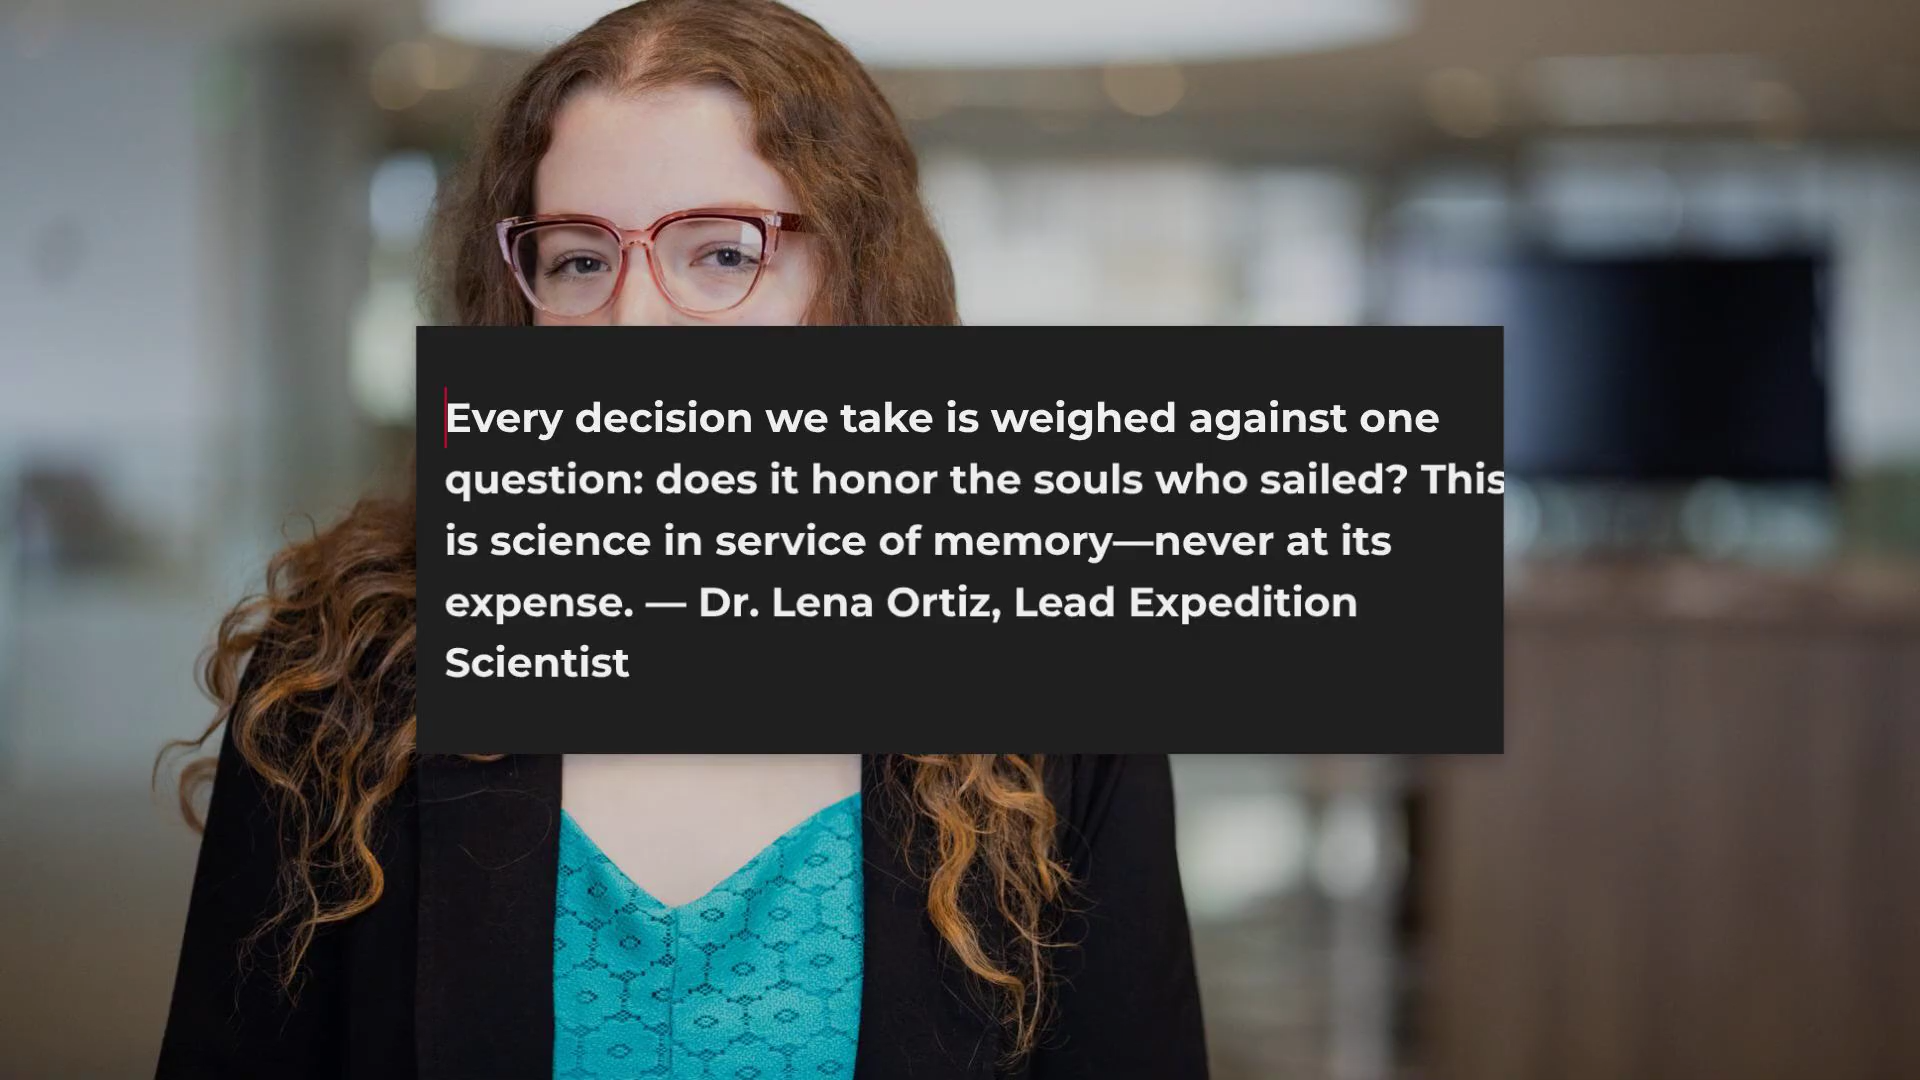 Every decision we take is weighed against one
question: does it honor the souls who sailed? This
is science in service of memory—never at its
expense. — Dr. Lena Ortiz, Lead Expedition
Scientist